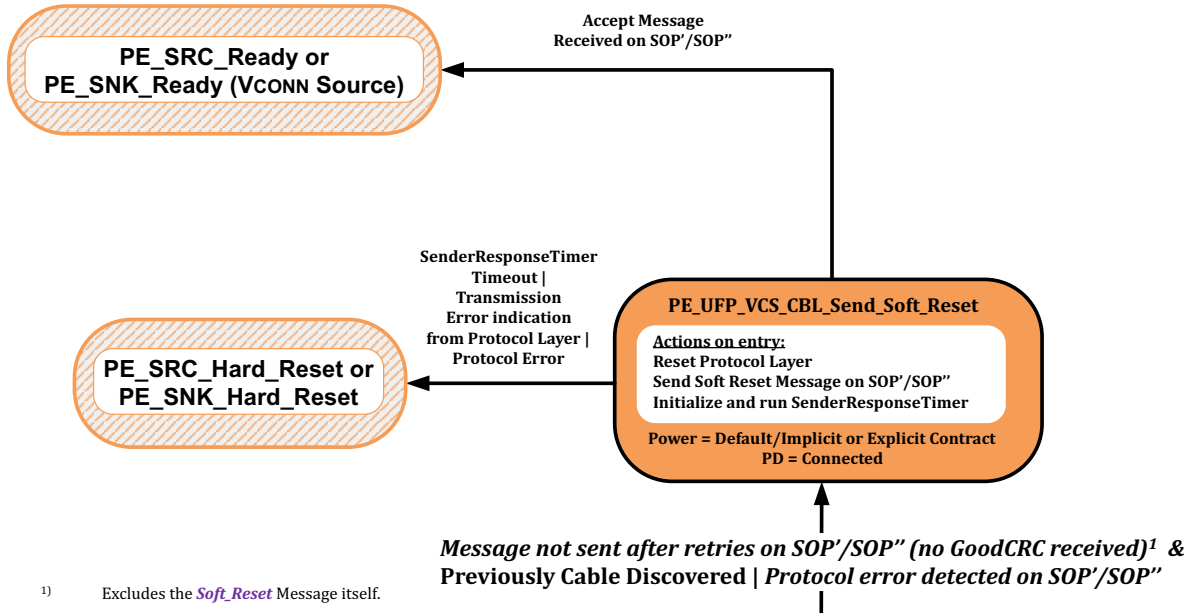 Accept Message
Received on SOP'/SOP''
PE_SRC_Ready or
PE_SNK_Ready (VCONN Source)
SenderResponseTimer
Timeout |
Transmission
Error indication
from Protocol Layer |
Protocol Error
PE_SRC_Hard_Reset or
PE_SNK_Hard_Reset
PE_UFP_VCS_CBL_Send_Soft_Reset
Actions on entry:
Reset Protocol Layer
Send Soft Reset Message on SOP'/SOP''
Initialize and run SenderResponseTimer
Power = Default/Implicit or Explicit Contract
PD = Connected
Message not sent after retries on SOP'/SOP'' (no GoodCRC received)¹ &
Previously Cable Discovered | Protocol error detected on SOP'/SOP''
1) Excludes the Soft_Reset Message itself.